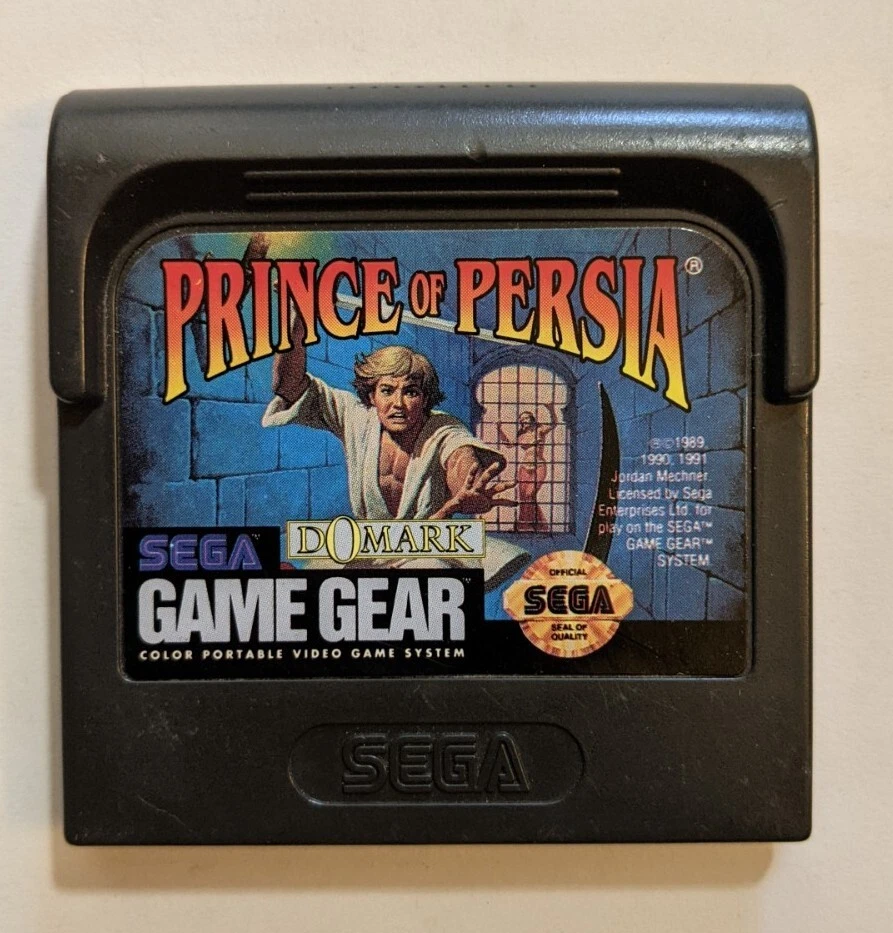 PRINCE OF PERSIA®
® © 1989,
1990, 1991
Jordan Mechner.
Licensed by Sega
Enterprises Ltd. for
play on the SEGA™
GAME GEAR™
SYSTEM.
DOMARK
SEGA
GAME GEAR™
COLOR PORTABLE VIDEO GAME SYSTEM
OFFICIAL
SEGA
SEAL OF
QUALITY
SEGA